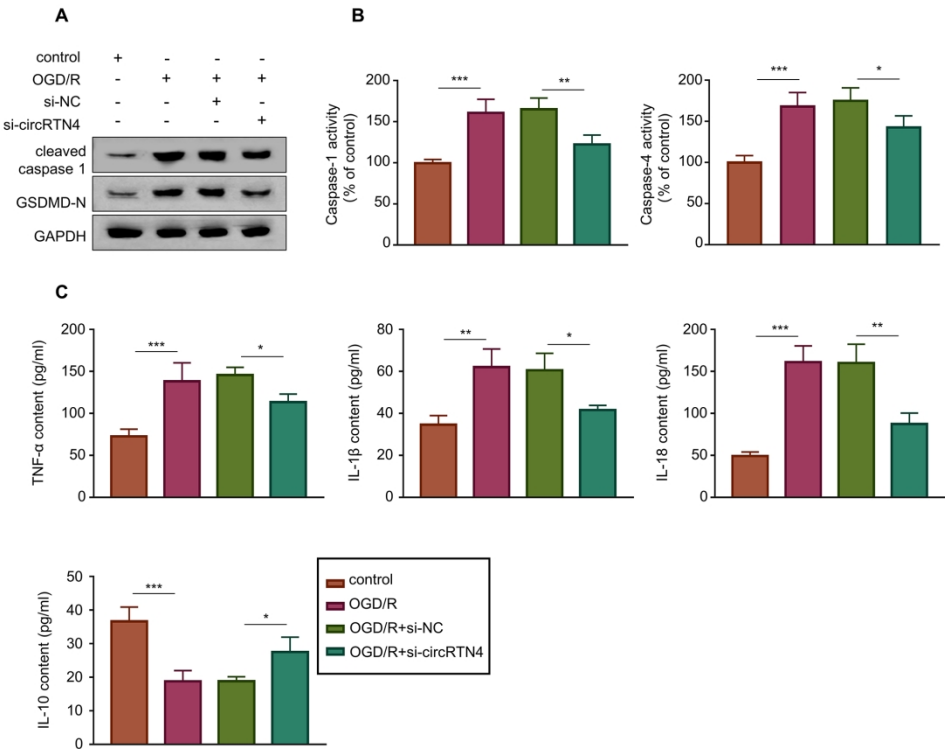 A
control + - - -
OGD/R - + + +
si-NC - - + -
si-circRTN4 - - - +
cleaved
caspase 1
GSDMD-N
GAPDH
B
Caspase-1 activity
(% of control)
200
150
100
50
0
***
**
Caspase-4 activity
(% of control)
200
150
100
50
0
***
*
C
TNF-α content (pg/ml)
200
150
100
50
0
***
*
IL-1β content (pg/ml)
80
60
40
20
0
**
*
IL-18 content (pg/ml)
200
150
100
50
0
***
**
IL-10 content (pg/ml)
50
40
30
20
10
0
***
*
control
OGD/R
OGD/R+si-NC
OGD/R+si-circRTN4